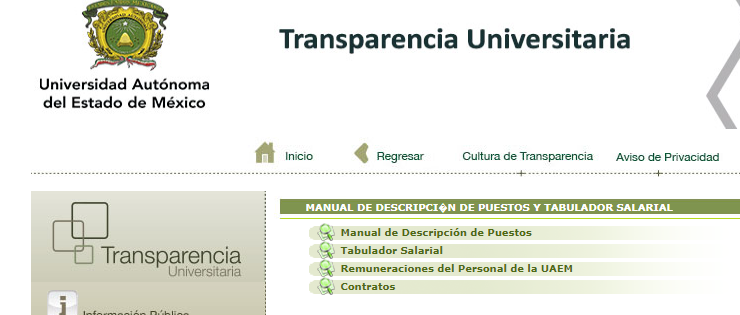 Transparencia Universitaria
Universidad Autónoma
del Estado de México
Inicio
Regresar
Cultura de Transparencia
Aviso de Privacidad
Transparencia
Universitaria
MANUAL DE DESCRIPCI�N DE PUESTOS Y TABULADOR SALARIAL
Manual de Descripción de Puestos
Tabulador Salarial
Remuneraciones del Personal de la UAEM
Contratos
Información Pública